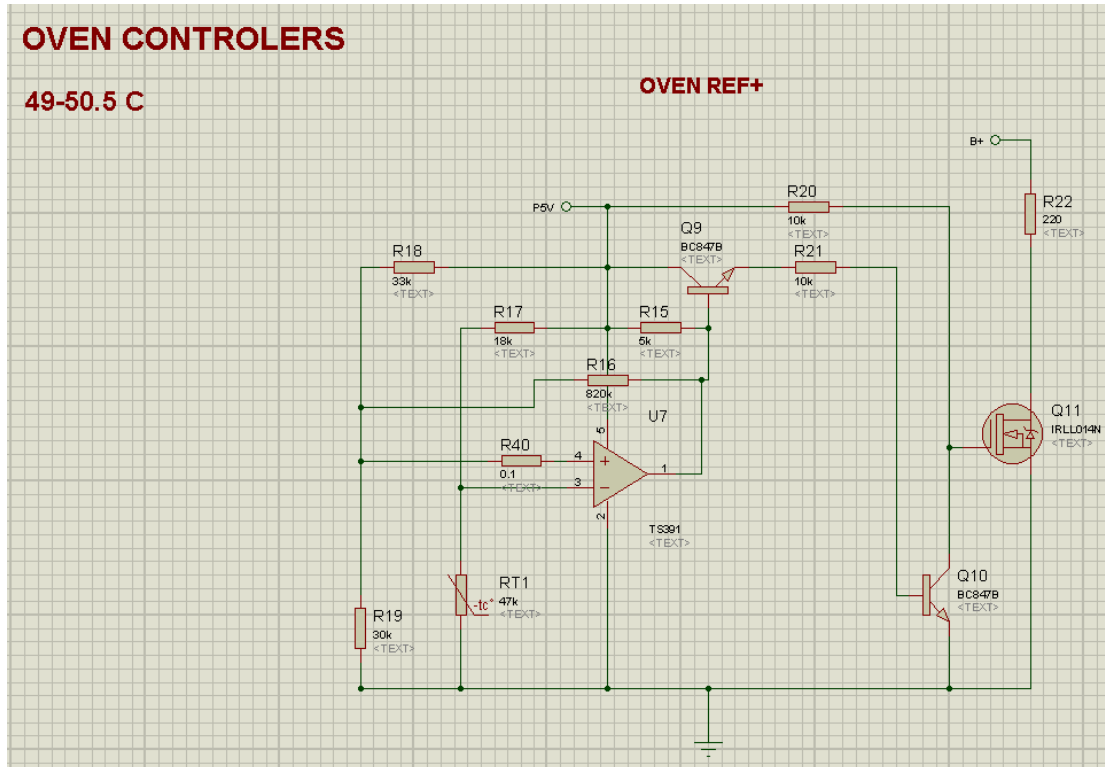 OVEN CONTROLERS
49-50.5 C
OVEN REF+
B+
R22
220
<TEXT>
P5V
R20
10k
<TEXT>
Q9
BC847B
<TEXT>
R21
10k
<TEXT>
R18
33k
<TEXT>
R17
18k
<TEXT>
R15
5k
<TEXT>
R16
820k
<TEXT>
U7
5
Q11
IRLL014N
<TEXT>
R40
0.1
<TEXT>
4
+
3
−
1
2
TS391
<TEXT>
RT1
-tc°
47k
<TEXT>
Q10
BC847B
<TEXT>
R19
30k
<TEXT>